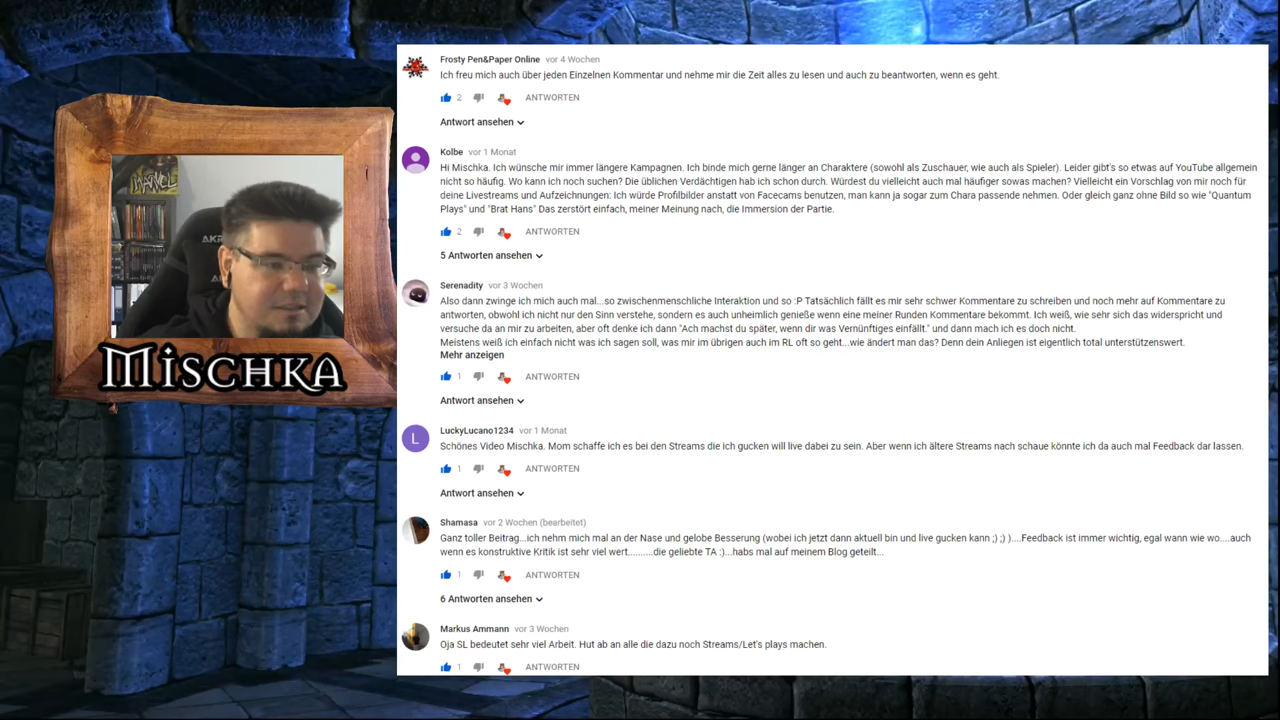 Frosty Pen&Paper Online vor 4 Wochen
Ich freu mich auch über jeden Einzelnen Kommentar und nehme mir die Zeit alles zu lesen und auch zu beantworten, wenn es geht.
2 ANTWORTEN
Antwort ansehen
Kolbe vor 1 Monat
Hi Mischka. Ich wünsche mir immer längere Kampagnen. Ich binde mich gerne länger an Charaktere (sowohl als Zuschauer, wie auch als Spieler). Leider gibt's so etwas auf YouTube allgemein
nicht so häufig. Wo kann ich noch suchen? Die üblichen Verdächtigen hab ich schon durch. Würdest du vielleicht auch mal häufiger sowas machen? Vielleicht ein Vorschlag von mir noch für
deine Livestreams und Aufzeichnungen: Ich würde Profilbilder anstatt von Facecams benutzen, man kann ja sogar zum Chara passende nehmen. Oder gleich ganz ohne Bild so wie "Quantum
Plays" und "Brat Hans" Das zerstört einfach, meiner Meinung nach, die Immersion der Partie.
2 ANTWORTEN
5 Antworten ansehen
Serenadity vor 3 Wochen
Also dann zwinge ich mich auch mal...so zwischenmenschliche Interaktion und so :P Tatsächlich fällt es mir sehr schwer Kommentare zu schreiben und noch mehr auf Kommentare zu
antworten, obwohl ich nicht nur den Sinn verstehe, sondern es auch unheimlich genieße wenn eine meiner Runden Kommentare bekommt. Ich weiß, wie sehr sich das widerspricht und
versuche da an mir zu arbeiten, aber oft denke ich dann "Ach machst du später, wenn dir was Vernünftiges einfällt." und dann mach ich es doch nicht.
Meistens weiß ich einfach nicht was ich sagen soll, was mir im übrigen auch im RL oft so geht...wie ändert man das? Denn dein Anliegen ist eigentlich total unterstützenswert.
Mehr anzeigen
1 ANTWORTEN
Antwort ansehen
MISCHKA
L
LuckyLucano1234 vor 1 Monat
Schönes Video Mischka. Mom schaffe ich es bei den Streams die ich gucken will live dabei zu sein. Aber wenn ich ältere Streams nach schaue könnte ich da auch mal Feedback dar lassen.
1 ANTWORTEN
Antwort ansehen
Shamasa vor 2 Wochen (bearbeitet)
Ganz toller Beitrag...ich nehm mich mal an der Nase und gelobe Besserung (wobei ich jetzt dann aktuell bin und live gucken kann ;) ;) )....Feedback ist immer wichtig, egal wann wie wo....auch
wenn es konstruktive Kritik ist sehr viel wert.........die geliebte TA :)...habs mal auf meinem Blog geteilt...
1 ANTWORTEN
6 Antworten ansehen
Markus Ammann vor 3 Wochen
Oja SL bedeutet sehr viel Arbeit. Hut ab an alle die dazu noch Streams/Let's plays machen.
1 ANTWORTEN